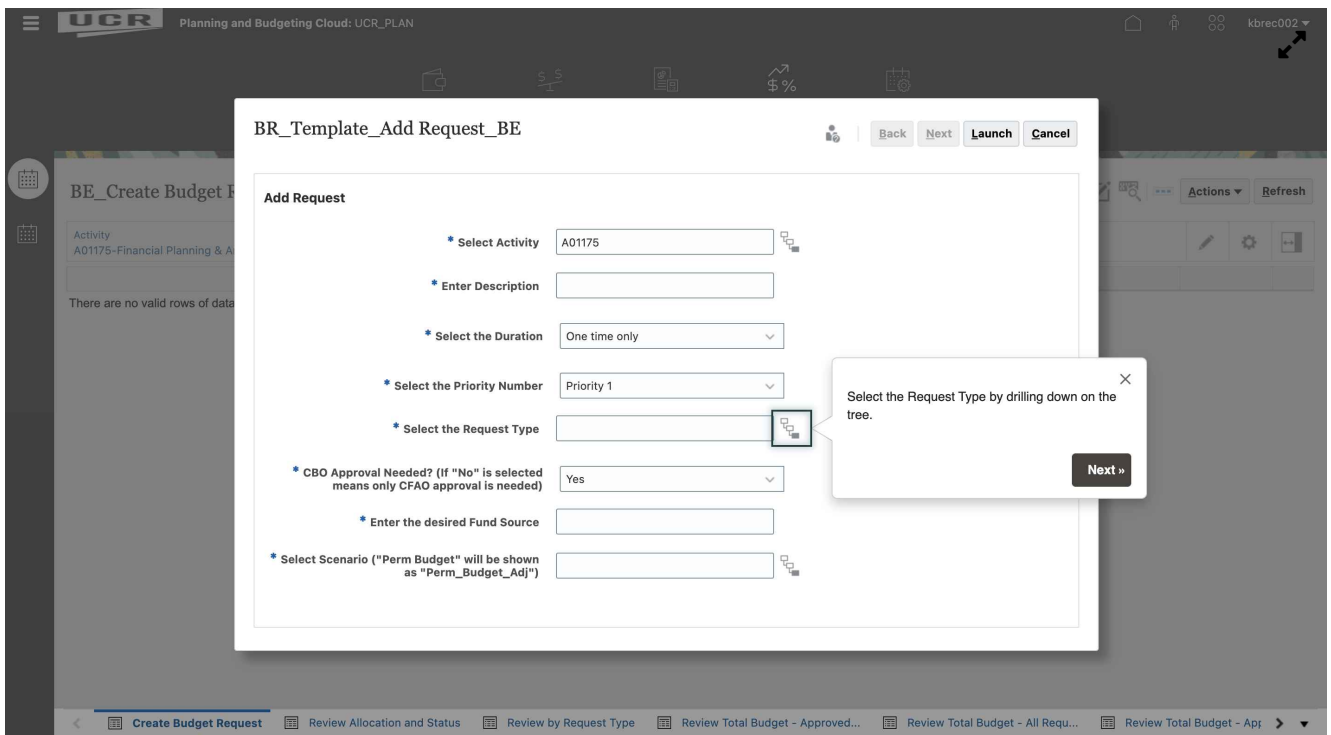 UCR
Planning and Budgeting Cloud: UCR_PLAN
kbrec002
BR_Template_Add Request_BE
Back
Next
Launch
Cancel
BE_Create Budget R
Actions
Refresh
Activity
A01175-Financial Planning & A
There are no valid rows of data
Add Request
* Select Activity
A01175
* Enter Description
* Select the Duration
One time only
* Select the Priority Number
Priority 1
* Select the Request Type
* CBO Approval Needed? (If "No" is selected
means only CFAO approval is needed)
Yes
* Enter the desired Fund Source
* Select Scenario ("Perm Budget" will be shown
as "Perm_Budget_Adj")
Select the Request Type by drilling down on the
tree.
Next »
Create Budget Request
Review Allocation and Status
Review by Request Type
Review Total Budget - Approved...
Review Total Budget - All Requ...
Review Total Budget - App